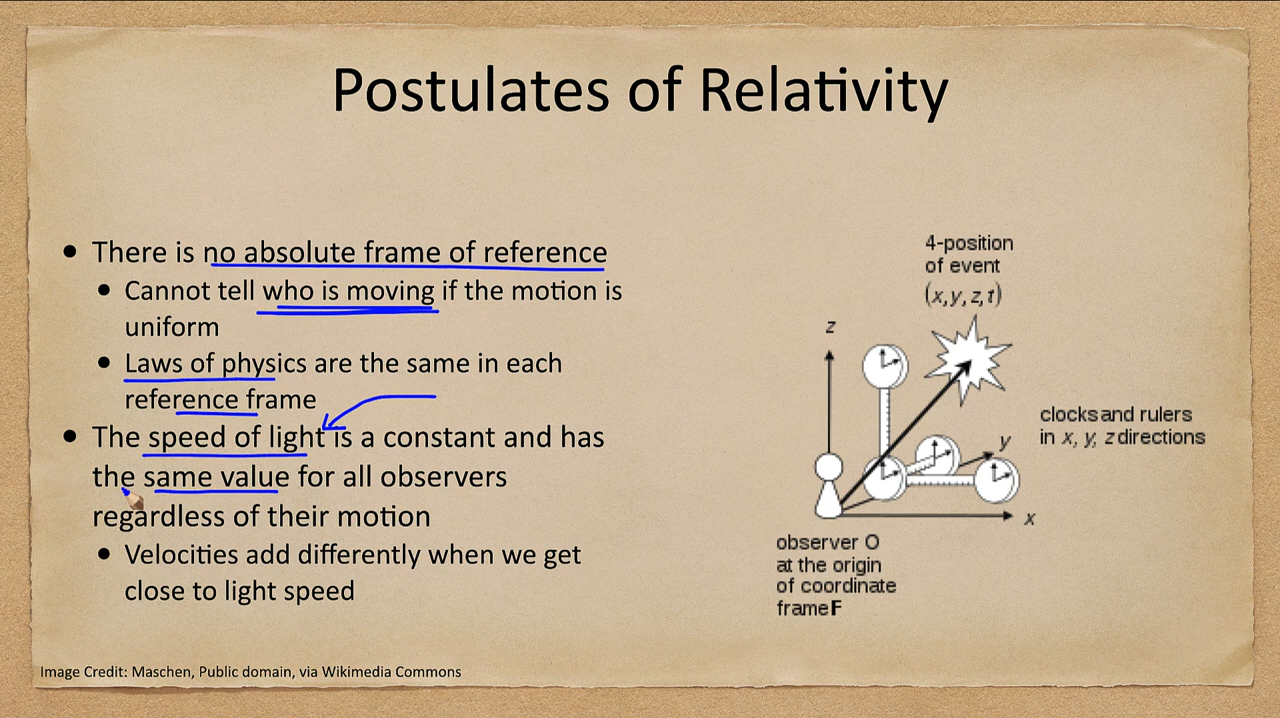 Postulates of Relativity
• There is no absolute frame of reference
• Cannot tell who is moving if the motion is
uniform
• Laws of physics are the same in each
reference frame
• The speed of light is a constant and has
the same value for all observers
regardless of their motion
• Velocities add differently when we get
close to light speed
4-position
of event
(x,y,z,t)
z
y
x
clocks and rulers
in x, y, z directions
observer O
at the origin
of coordinate
frame F
Image Credit: Maschen, Public domain, via Wikimedia Commons